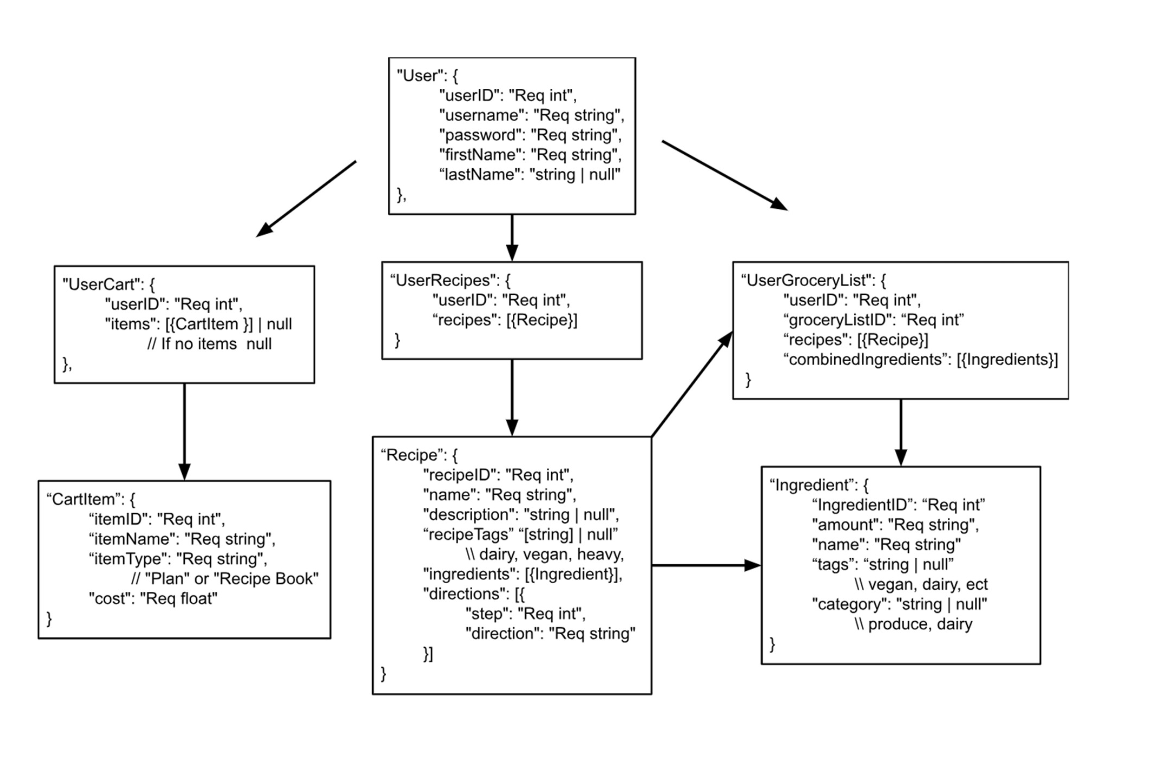 "User": {
"userID": "Req int",
"username": "Req string",
"password": "Req string",
"firstName": "Req string",
“lastName": "string | null"
},
"UserCart": {
"userID": "Req int",
"items": [{CartItem }] | null
// If no items  null
},
“UserRecipes": {
"userID": "Req int",
“recipes": [{Recipe}]
}
“UserGroceryList": {
"userID": "Req int",
“groceryListID": “Req int”
“recipes": [{Recipe}]
“combinedIngredients”: [{Ingredients}]
}
“CartItem”: {
“itemID": "Req int",
“itemName": "Req string",
“itemType": "Req string",
// "Plan" or "Recipe Book"
"cost": "Req float"
}
“Recipe”: {
"recipeID": "Req int",
"name": "Req string",
"description": "string | null",
“recipeTags” “[string] | null”
\\ dairy, vegan, heavy,
"ingredients": [{Ingredient}],
"directions": [{
"step": "Req int",
"direction": "Req string"
}]
}
“Ingredient”: {
“IngredientID”: “Req int”
"amount": "Req string",
"name": "Req string"
“tags”: “string | null”
\\ vegan, dairy, ect
"category": "string | null"
\\ produce, dairy
}